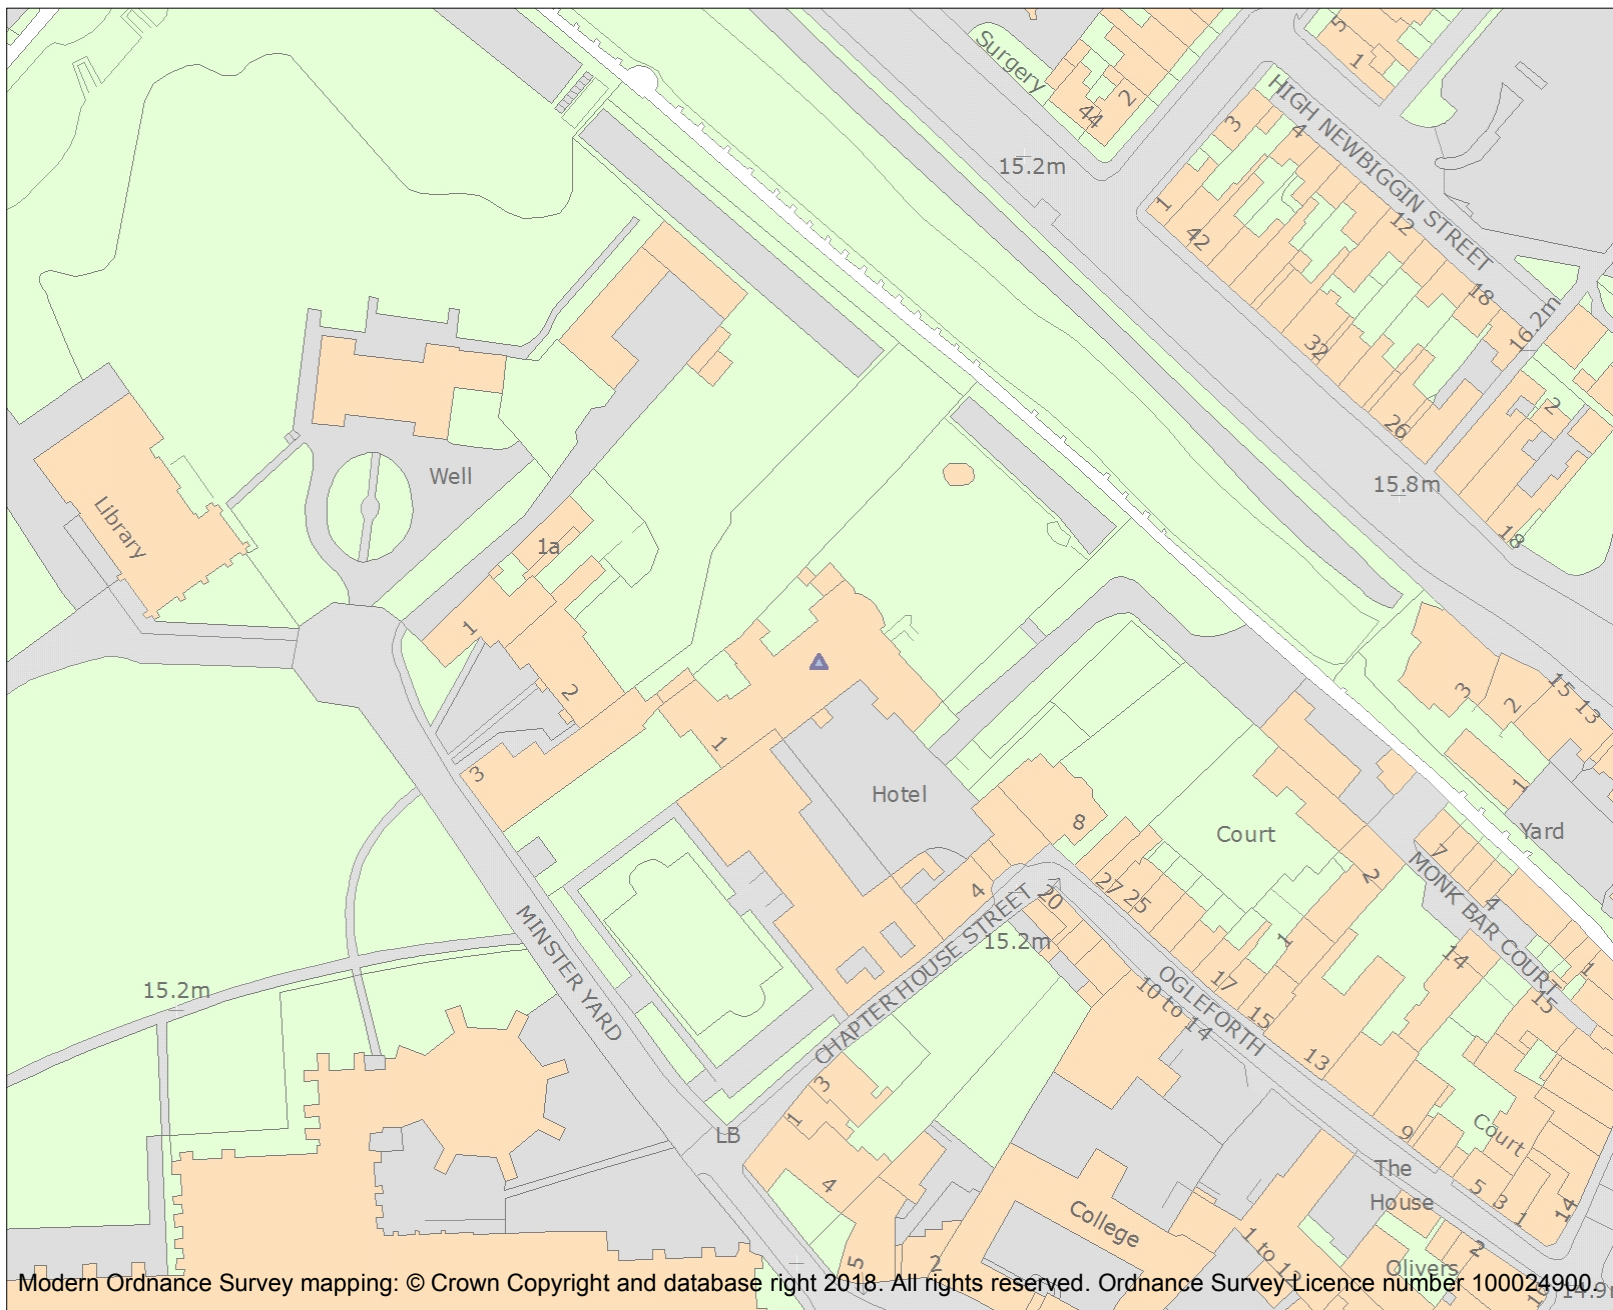 Surgery
44
2
5
1
HIGH NEWBIGGIN STREET
3
4
15.2m
1
42
12
18
16.2m
32
26
2
15.8m
18
Library
Well
1a
1
2
3
1
Hotel
8
Court
3
2
15
13
1
Yard
7
4
MONK BAR COURT
2
14
15
1
27
25
4
20
CHAPTER HOUSE STREET
15.2m
1
17
15
13
OGLEFORTH
10 to 14
MINSTER YARD
15.2m
3
1
LB
4
5
2
College
9
Court
The
House
5
3
1
14
1 to 13
2
Olivers
14.9m
Modern Ordnance Survey mapping: © Crown Copyright and database right 2018. All rights reserved. Ordnance Survey Licence number 100024900.